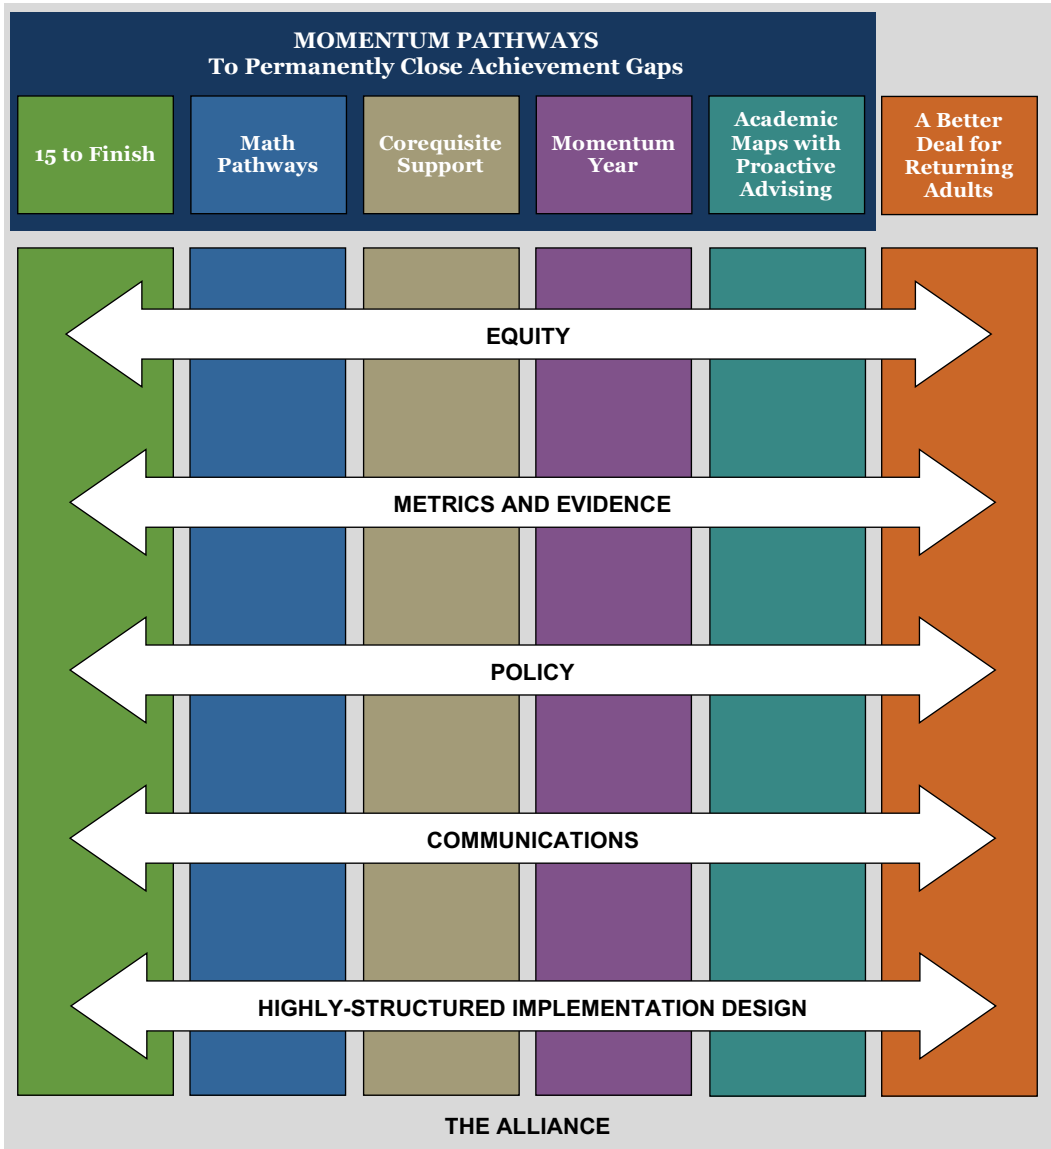 MOMENTUM PATHWAYS
To Permanently Close Achievement Gaps
15 to Finish
Math
Pathways
Corequisite
Support
Momentum
Year
Academic
Maps with
Proactive
Advising
A Better
Deal for
Returning
Adults
EQUITY
METRICS AND EVIDENCE
POLICY
COMMUNICATIONS
HIGHLY-STRUCTURED IMPLEMENTATION DESIGN
THE ALLIANCE